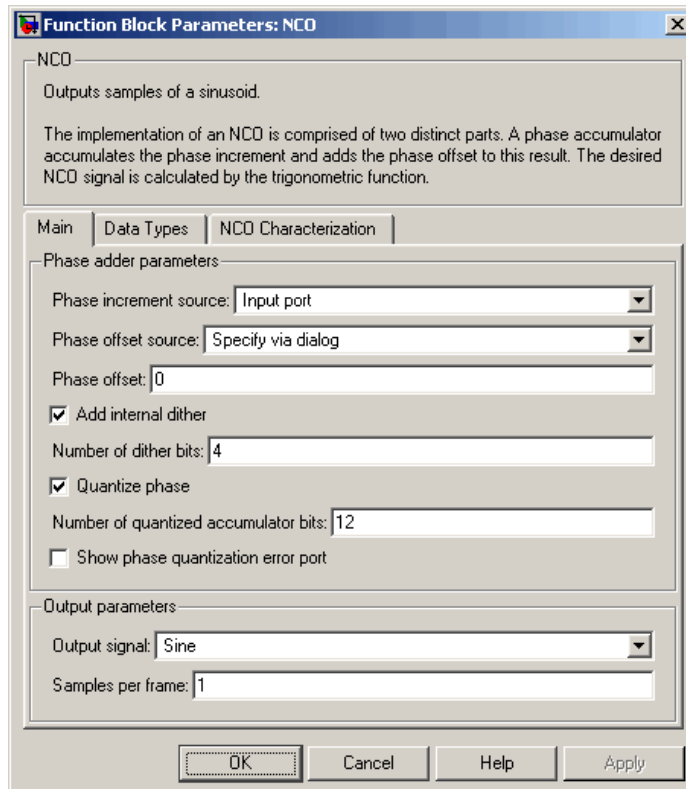 Function Block Parameters: NCO
NCO
Outputs samples of a sinusoid.
The implementation of an NCO is comprised of two distinct parts. A phase accumulator
accumulates the phase increment and adds the phase offset to this result. The desired
NCO signal is calculated by the trigonometric function.
Main Data Types NCO Characterization
Phase adder parameters
Phase increment source: Input port
Phase offset source: Specify via dialog
Phase offset: 0
Add internal dither
Number of dither bits: 4
Quantize phase
Number of quantized accumulator bits: 12
Show phase quantization error port
Output parameters
Output signal: Sine
Samples per frame: 1
OK Cancel Help Apply